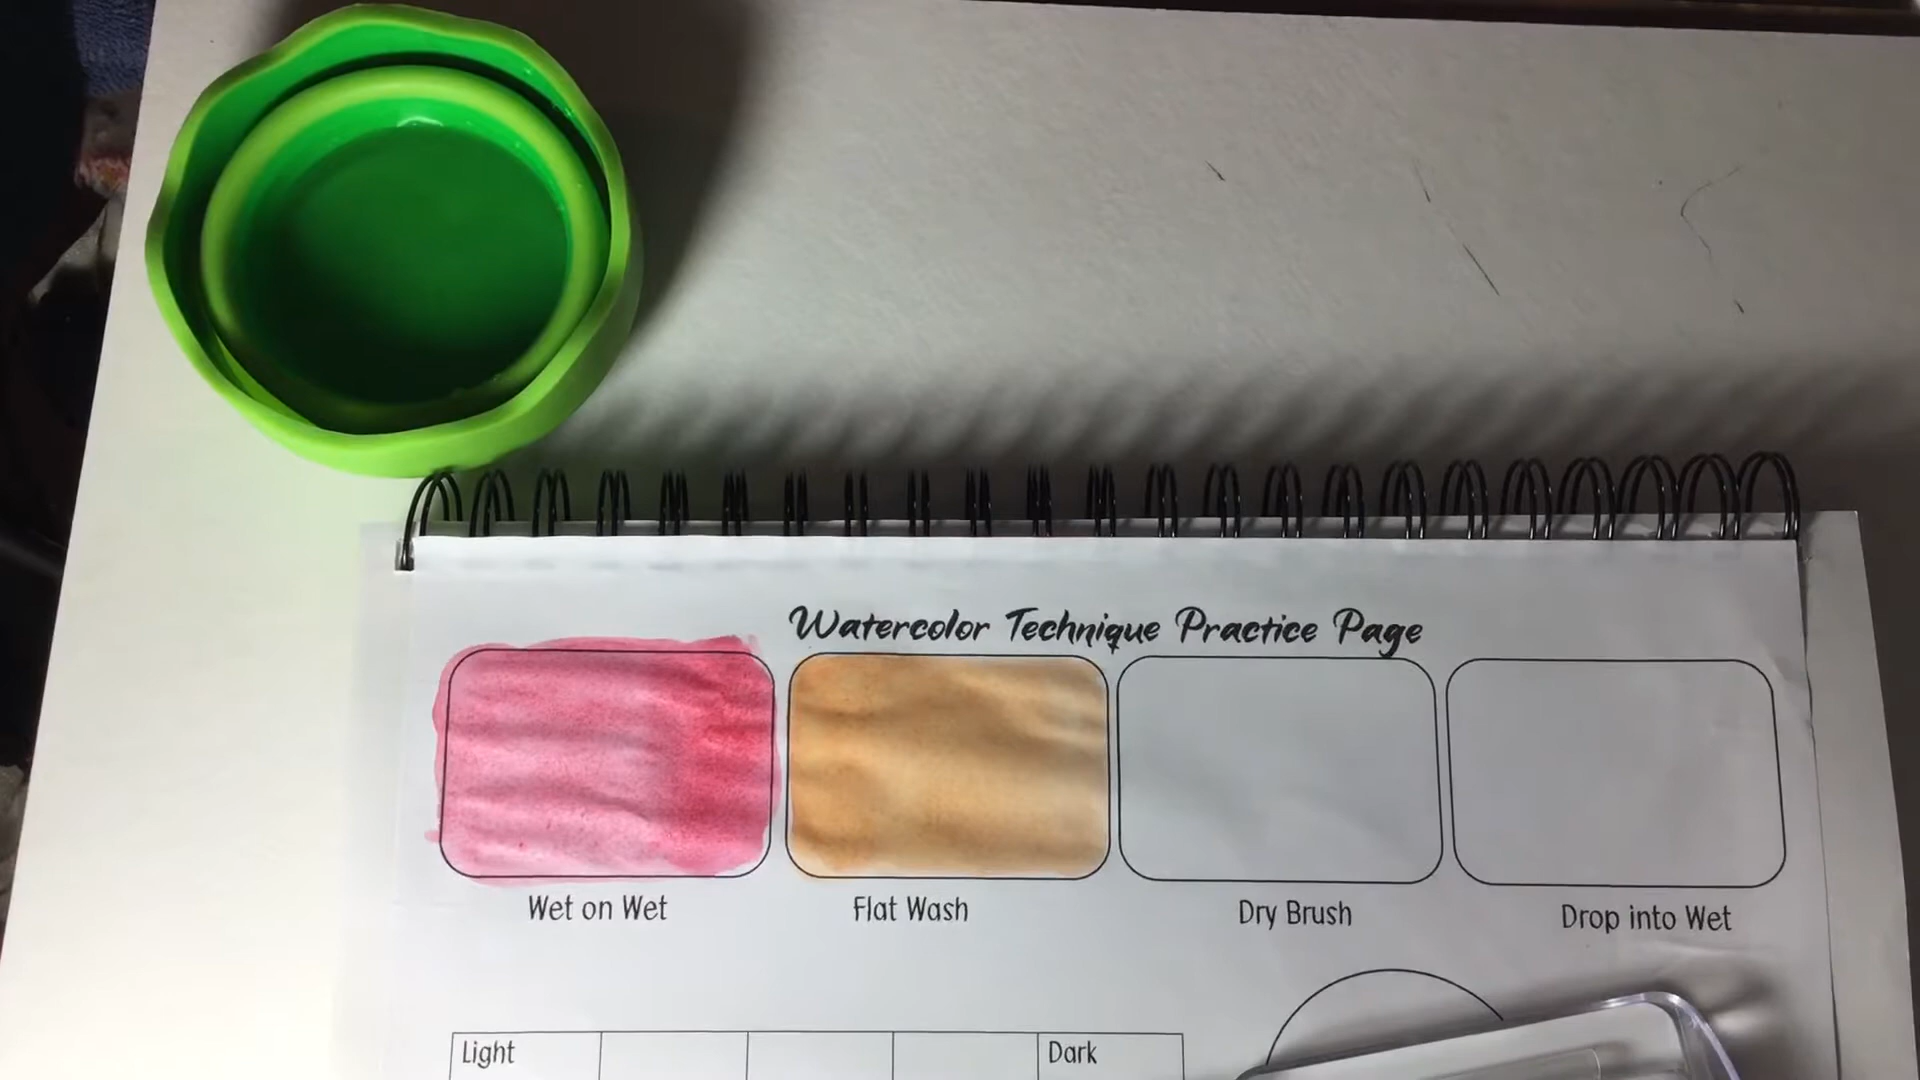 Watercolor Technique Practice Page
Wet on Wet
Flat Wash
Dry Brush
Drop into Wet
Light
Dark